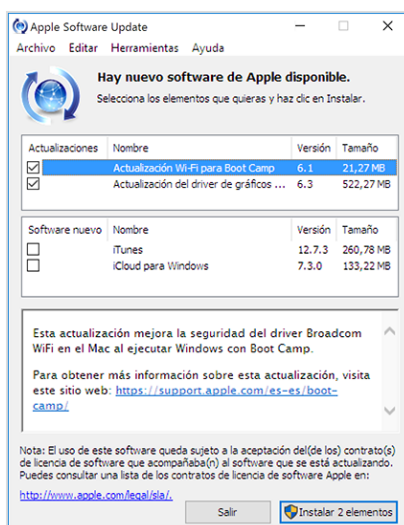 Apple Software Update
Archivo Editar Herramientas Ayuda
Hay nuevo software de Apple disponible.
Selecciona los elementos que quieras y haz clic en Instalar.
Actualizaciones Nombre Versión Tamaño
Actualización Wi-Fi para Boot Camp 6.1 21,27 MB
Actualización del driver de gráficos ... 6.3 522,27 MB
Software nuevo Nombre Versión Tamaño
iTunes 12.7.3 260,78 MB
iCloud para Windows 7.3.0 133,22 MB
Esta actualización mejora la seguridad del driver Broadcom
WiFi en el Mac al ejecutar Windows con Boot Camp.
Para obtener más información sobre esta actualización, visita
este sitio web: https://support.apple.com/es-es/boot-
camp/
Nota: El uso de este software queda sujeto a la aceptación del(de los) contrato(s)
de licencia de software que acompañaba(n) al software que se está actualizando.
Puedes consultar una lista de los contratos de licencia de software Apple en:
http://www.apple.com/legal/sla/.
Salir Instalar 2 elementos